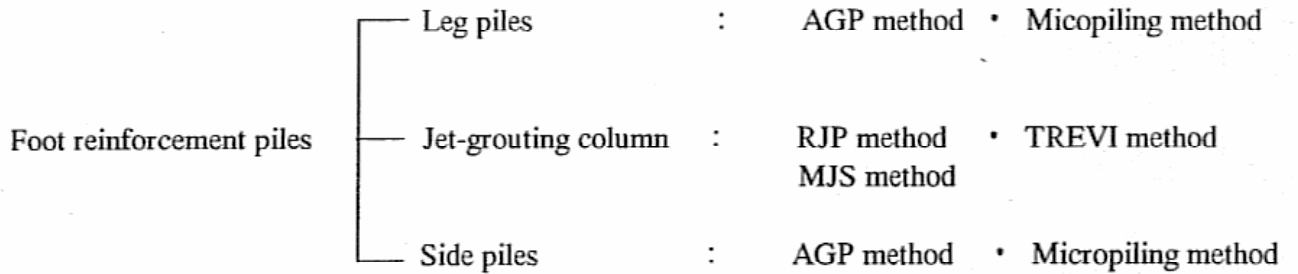 Leg piles : AGP method • Micopiling method
Foot reinforcement piles Jet-grouting column : RJP method • TREVI method
MJS method
Side piles : AGP method • Micropiling method